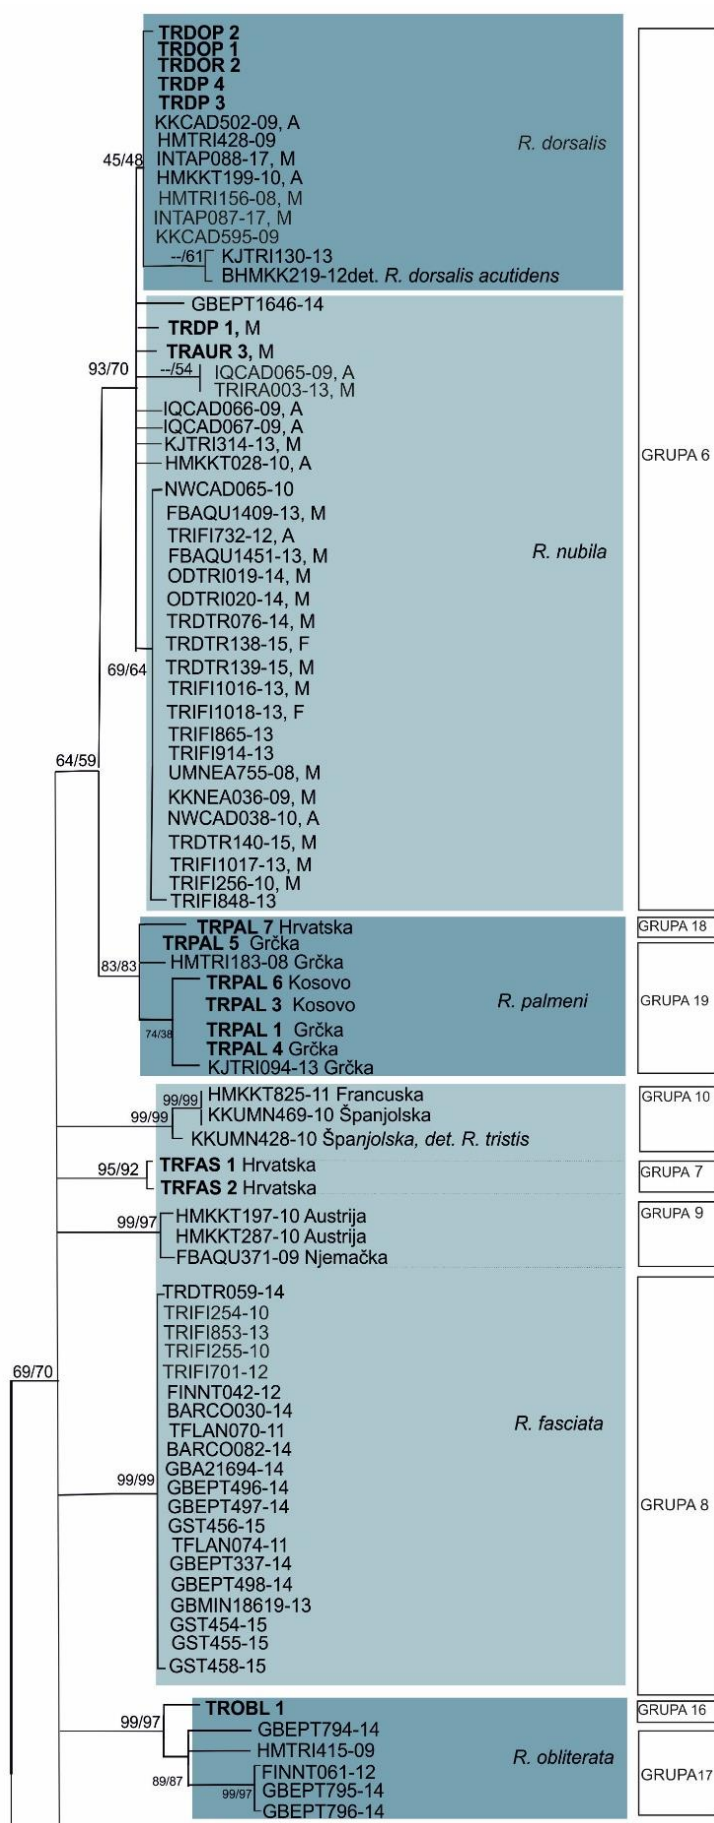 TRDOP 2
TRDOP 1
TRDOR 2
TRDP 4
TRDP 3
KKCAD502-09, A
HMTRI428-09
R. dorsalis
45/48
INTAP088-17, M
HMKKT199-10, A
HMTRI156-08, M
INTAP087-17, M
KKCAD595-09
--/61
KJTRI130-13
BHMKK219-12det. R. dorsalis acutidens
GBEPT1646-14
TRDP 1, M
TRAUR 3, M
93/70
--/54
IQCAD065-09, A
TRIRA003-13, M
IQCAD066-09, A
IQCAD067-09, A
KJTRI314-13, M
GRUPA 6
HMKKT028-10, A
NWCAD065-10
FBAQU1409-13, M
TRIFI732-12, A
FBAQU1451-13, M
R. nubila
ODTRI019-14, M
ODTRI020-14, M
TRDTR076-14, M
TRDTR138-15, F
69/64
TRDTR139-15, M
TRIFI1016-13, M
TRIFI1018-13, F
TRIFI865-13
TRIFI914-13
64/59
UMNEA755-08, M
KKNEA036-09, M
NWCAD038-10, A
TRDTR140-15, M
TRIFI1017-13, M
TRIFI256-10, M
TRIFI848-13
TRPAL 7 Hrvatska
GRUPA 18
TRPAL 5 Grčka
83/83
HMTRI183-08 Grčka
TRPAL 6 Kosovo
TRPAL 3 Kosovo
R. palmeni
GRUPA 19
74/38
TRPAL 1 Grčka
TRPAL 4 Grčka
KJTRI094-13 Grčka
99/99
HMKKT825-11 Francuska
GRUPA 10
99/99
KKUMN469-10 Španjolska
KKUMN428-10 Španjolska, det. R. tristis
95/92
TRFAS 1 Hrvatska
GRUPA 7
TRFAS 2 Hrvatska
99/97
HMKKT197-10 Austrija
GRUPA 9
HMKKT287-10 Austrija
FBAQU371-09 Njemačka
TRDTR059-14
TRIFI254-10
TRIFI853-13
TRIFI255-10
69/70
TRIFI701-12
FINNT042-12
BARCO030-14
R. fasciata
TFLAN070-11
BARCO082-14
GBA21694-14
99/99
GBEPT496-14
GBEPT497-14
GRUPA 8
GST456-15
TFLAN074-11
GBEPT337-14
GBEPT498-14
GBMIN18619-13
GST454-15
GST455-15
GST458-15
99/97
TROBL 1
GRUPA 16
GBEPT794-14
HMTRI415-09
R. obliterata
89/87
FINNT061-12
GRUPA17
99/97
GBEPT795-14
GBEPT796-14